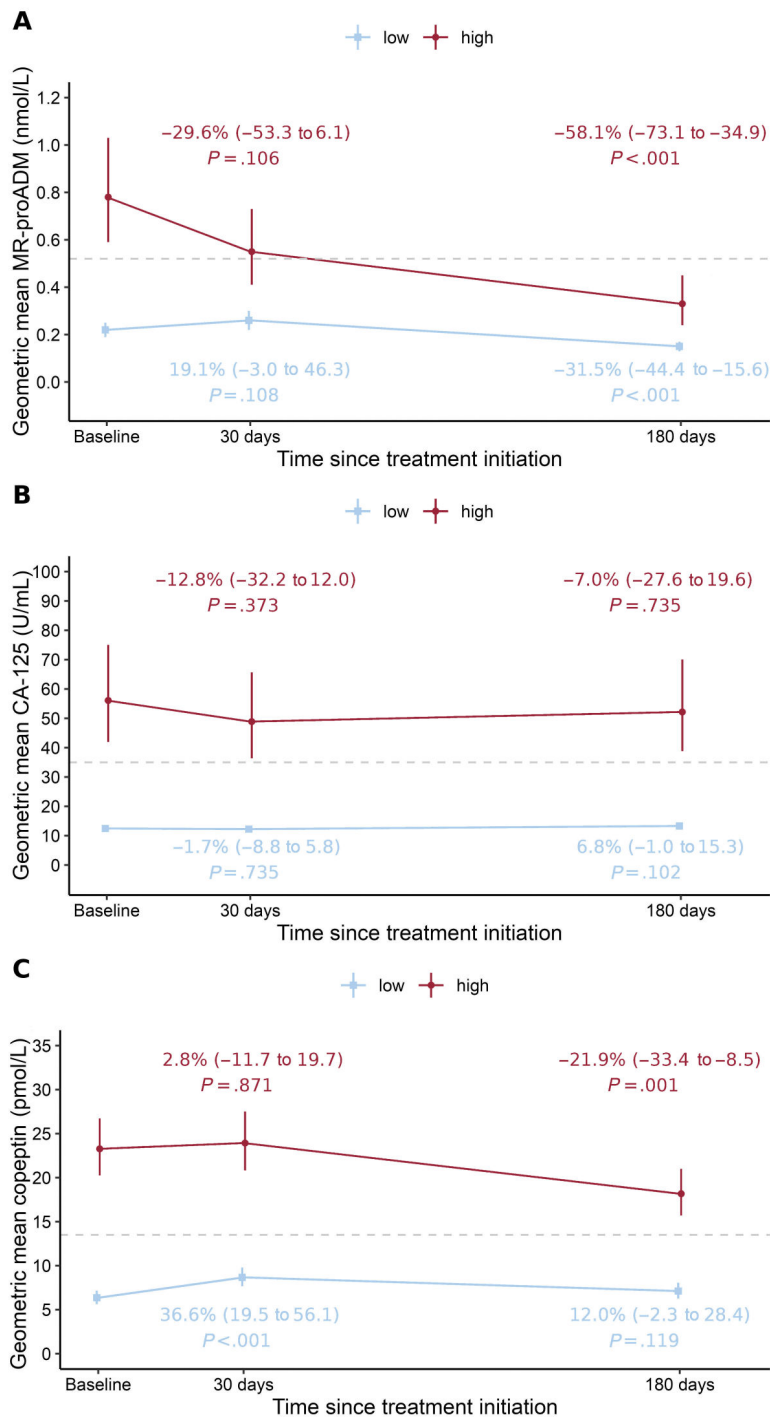 A
low high
Geometric mean MR-proADM (nmol/L)
1.2
1.0
0.8
0.6
0.4
0.2
0.0
−29.6% (−53.3 to 6.1)
P = .106
−58.1% (−73.1 to −34.9)
P < .001
19.1% (−3.0 to 46.3)
P = .108
−31.5% (−44.4 to −15.6)
P < .001
Baseline 30 days 180 days
Time since treatment initiation
B
low high
Geometric mean CA-125 (U/mL)
100
90
80
70
60
50
40
30
20
10
0
−12.8% (−32.2 to 12.0)
P = .373
−7.0% (−27.6 to 19.6)
P = .735
−1.7% (−8.8 to 5.8)
P = .735
6.8% (−1.0 to 15.3)
P = .102
Baseline 30 days 180 days
Time since treatment initiation
C
low high
Geometric mean copeptin (pmol/L)
35
30
25
20
15
10
5
0
2.8% (−11.7 to 19.7)
P = .871
−21.9% (−33.4 to −8.5)
P = .001
36.6% (19.5 to 56.1)
P < .001
12.0% (−2.3 to 28.4)
P = .119
Baseline 30 days 180 days
Time since treatment initiation